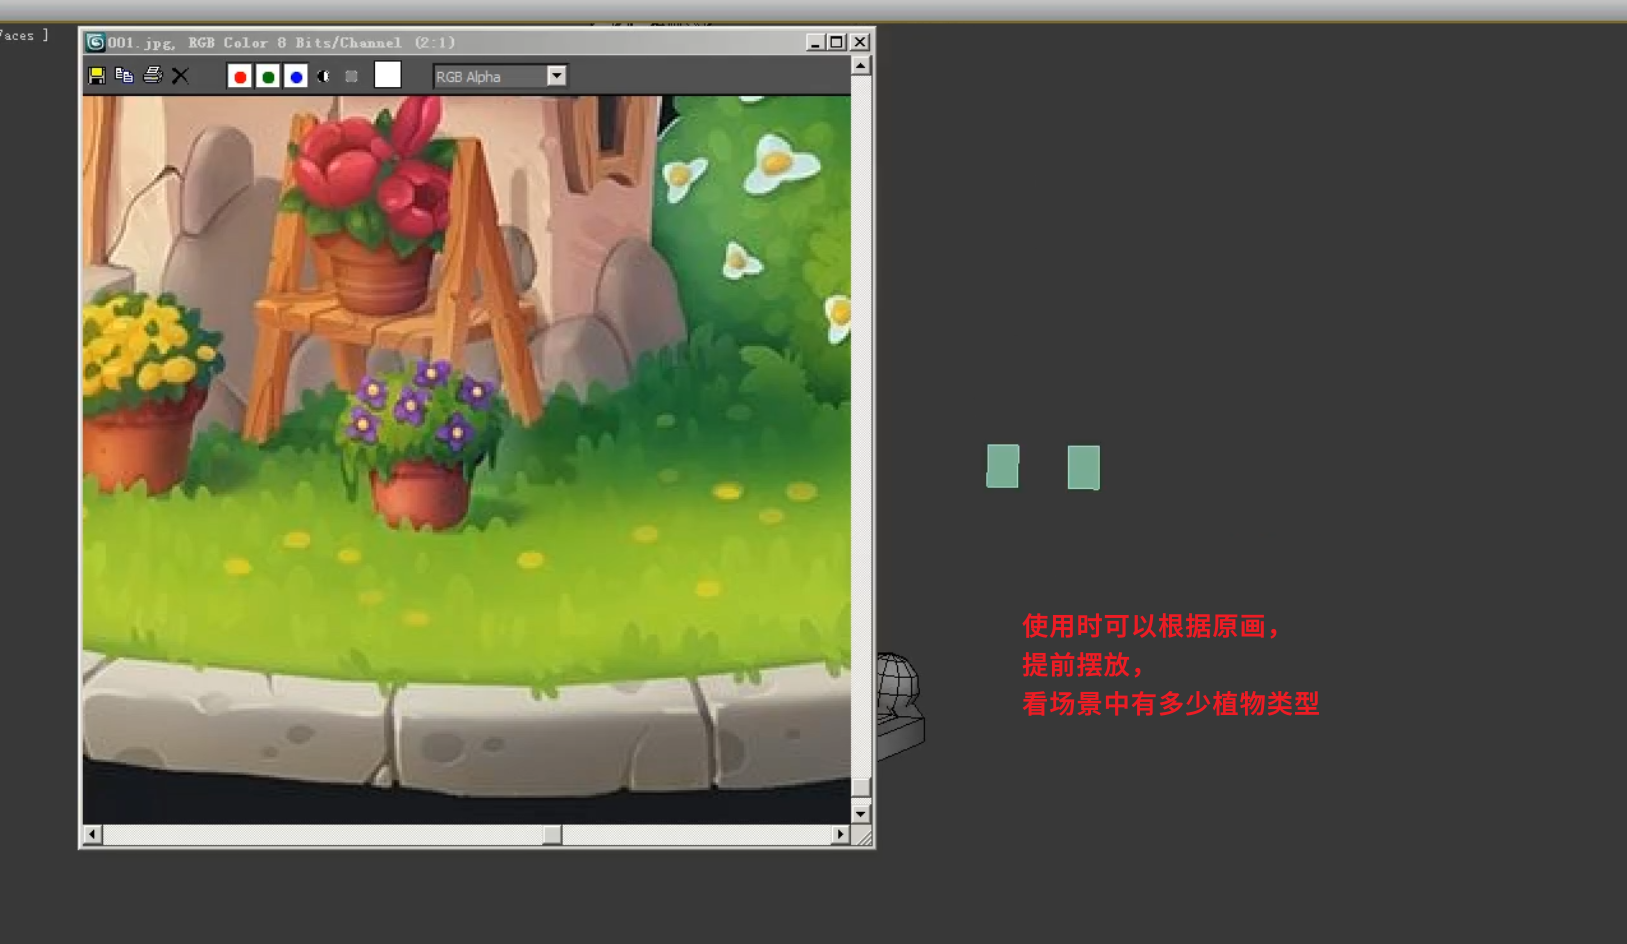 Faces ]
001.jpg, RGB Color 8 Bits/Channel (2:1)
RGB Alpha
使用时可以根据原画，
提前摆放，
看场景中有多少植物类型